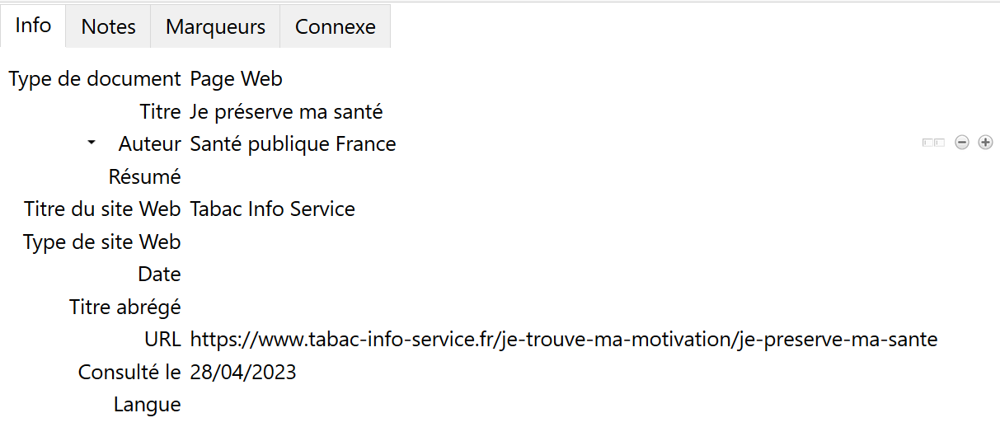 Info Notes Marqueurs Connexe
Type de document Page Web
Titre Je préserve ma santé
Auteur Santé publique France
Résumé
Titre du site Web Tabac Info Service
Type de site Web
Date
Titre abrégé
URL https://www.tabac-info-service.fr/je-trouve-ma-motivation/je-preserve-ma-sante
Consulté le 28/04/2023
Langue